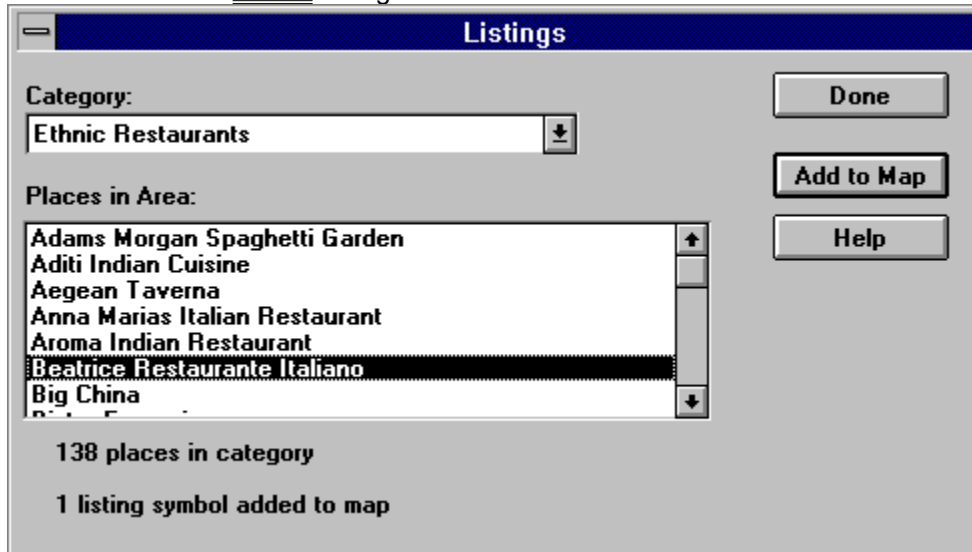 Listings
Category:
Done
Ethnic Restaurants
Add to Map
Places in Area:
Help
Adams Morgan Spaghetti Garden
Aditi Indian Cuisine
Aegean Taverna
Anna Marias Italian Restaurant
Aroma Indian Restaurant
Beatrice Restaurante Italiano
Big China
138 places in category
1 listing symbol added to map